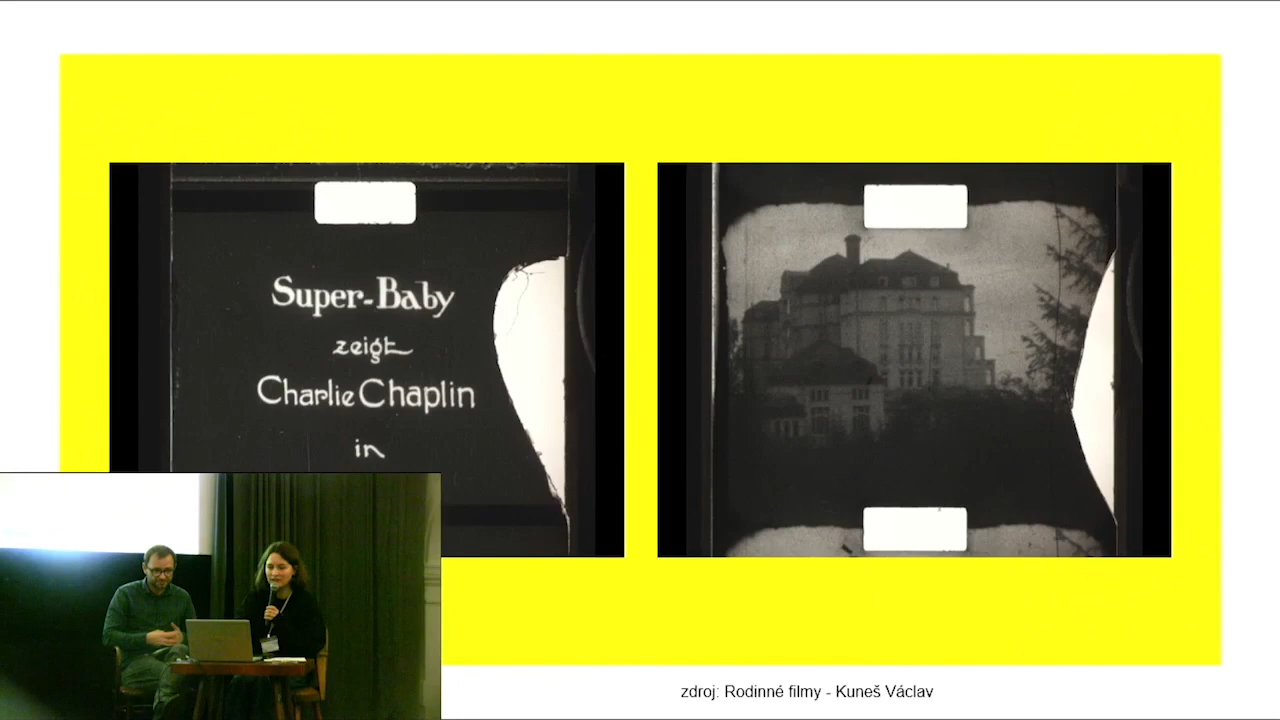 Super-Baby
zeigt
Charlie Chaplin
in
zdroj: Rodinné filmy - Kuneš Václav